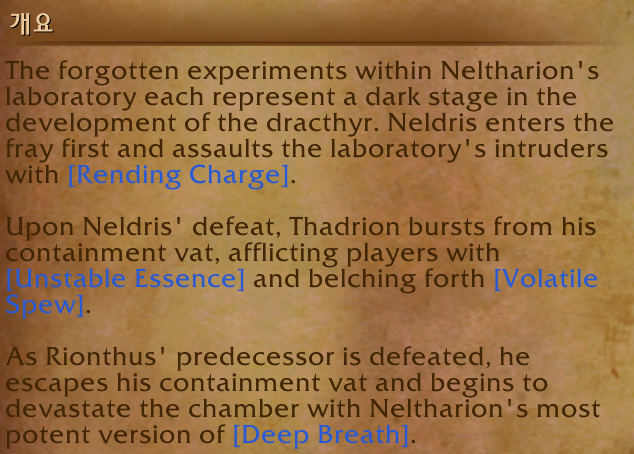 개요
The forgotten experiments within Neltharion's
laboratory each represent a dark stage in the
development of the dracthyr. Neldris enters the
fray first and assaults the laboratory's intruders
with [Rending Charge].
Upon Neldris' defeat, Thadrion bursts from his
containment vat, afflicting players with
[Unstable Essence] and belching forth [Volatile
Spew].
As Rionthus' predecessor is defeated, he
escapes his containment vat and begins to
devastate the chamber with Neltharion's most
potent version of [Deep Breath].